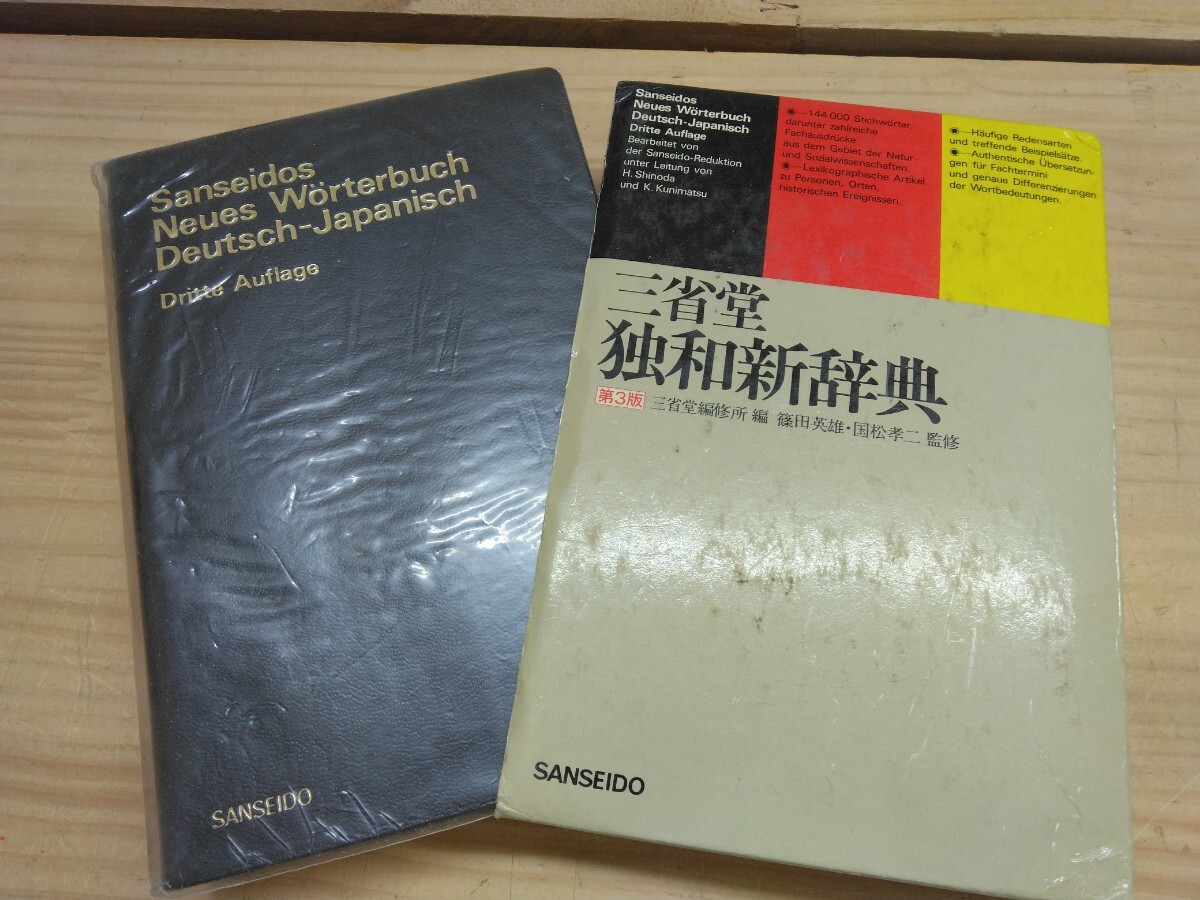 Sanseidos
Neues Wörterbuch
Deutsch-Japanisch
Dritte Auflage
SANSEIDO
Sanseidos
Neues Wörterbuch
Deutsch-Japanisch
Dritte Auflage
Bearbeitet von
der Sanseido-Reduktion
unter Leitung von
H. Shinoda
und K. Kunimatsu
◉—144 000 Stichwörter,
darunter zahlreiche
Fachausdrücke
aus dem Gebiet der Natur-
und Sozialwissenschaften
◉—Lexikographische Artikel
zu Personen, Orten,
historischen Ereignissen.
◉—Häufige Redensarten
und treffende Beispielsätze.
◉—Authentische Übersetzun-
gen für Fachtermini
und genaue Differenzierungen
der Wortbedeutungen.
三省堂
独和新辞典
第3版 三省堂編修所 編 篠田英雄・国松孝二 監修
SANSEIDO